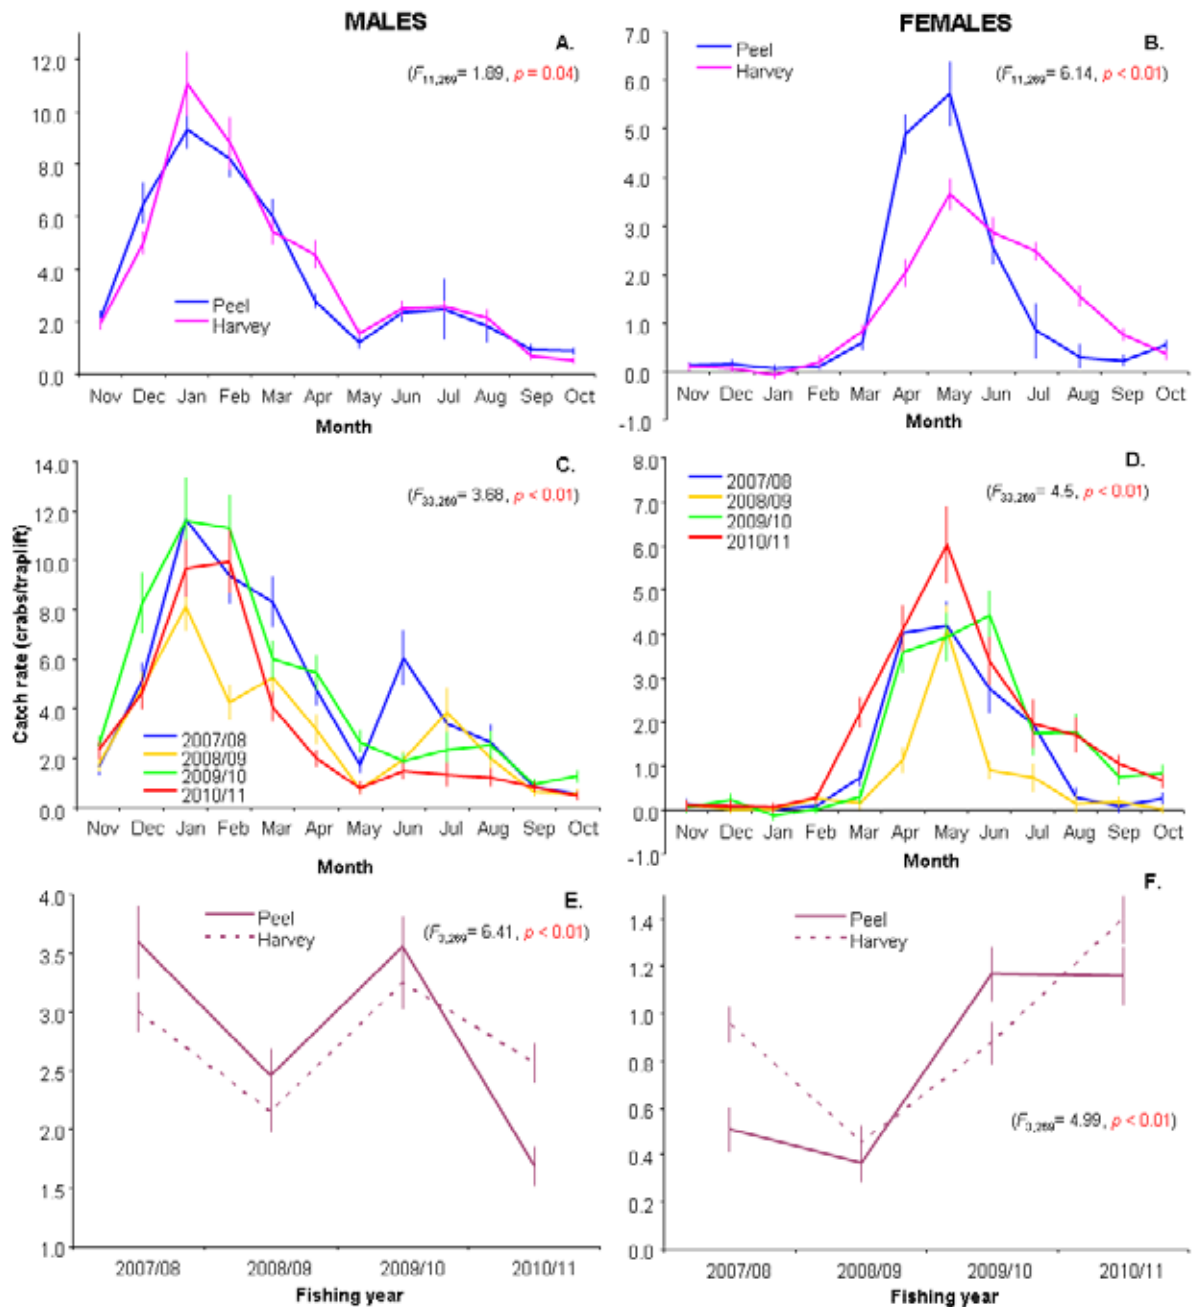 MALES
A.
(F11,269= 1.89, p = 0.04)
12.0
10.0
8.0
6.0
4.0
2.0
0.0
Peel
Harvey
Nov Dec Jan Feb Mar Apr May Jun Jul Aug Sep Oct
Month
FEMALES
B.
Peel
Harvey
(F11,269= 6.14, p < 0.01)
7.0
6.0
5.0
4.0
3.0
2.0
1.0
0.0
-1.0
Nov Dec Jan Feb Mar Apr May Jun Jul Aug Sep Oct
Month
C.
(F33,269= 3.68, p < 0.01)
Catch rate (crabs/traplift)
14.0
12.0
10.0
8.0
6.0
4.0
2.0
0.0
2007/08
2008/09
2009/10
2010/11
Nov Dec Jan Feb Mar Apr May Jun Jul Aug Sep Oct
Month
D.
2007/08
2008/09
2009/10
2010/11
(F33,269= 4.5, p < 0.01)
8.0
7.0
6.0
5.0
4.0
3.0
2.0
1.0
0.0
-1.0
Nov Dec Jan Feb Mar Apr May Jun Jul Aug Sep Oct
Month
E.
Peel
Harvey
(F3,269= 6.41, p < 0.01)
4.0
3.5
3.0
2.5
2.0
1.5
1.0
2007/08 2008/09 2009/10 2010/11
Fishing year
F.
Peel
Harvey
(F3,269= 4.99, p < 0.01)
1.4
1.2
1.0
0.8
0.6
0.4
0.2
0.0
2007/08 2008/09 2009/10 2010/11
Fishing year